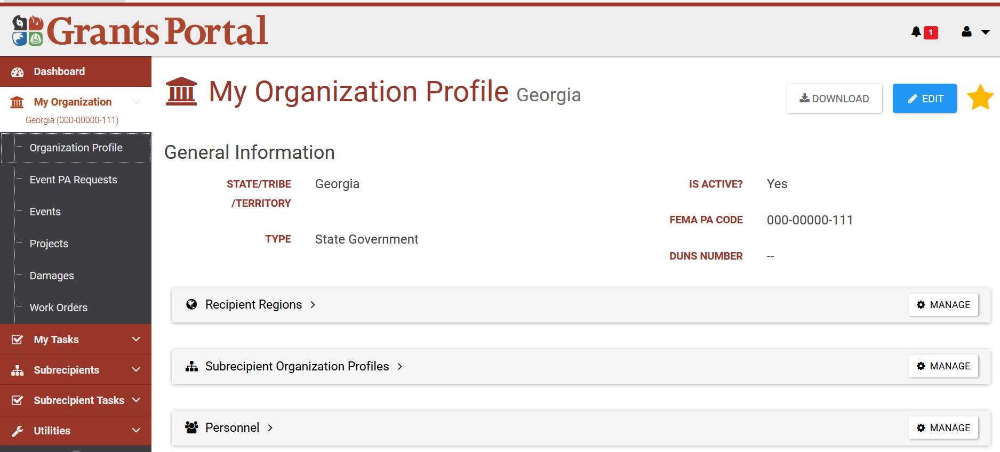 FEMA
Grants Portal
1
Dashboard
My Organization
Georgia (000-00000-111)
Organization Profile
Event PA Requests
Events
Projects
Damages
Work Orders
My Tasks
Subrecipients
Subrecipient Tasks
Utilities
My Organization Profile Georgia
DOWNLOAD
EDIT
General Information
STATE/TRIBE
/TERRITORY
Georgia
TYPE
State Government
IS ACTIVE?
Yes
FEMA PA CODE
000-00000-111
DUNS NUMBER
--
Recipient Regions
MANAGE
Subrecipient Organization Profiles
MANAGE
Personnel
MANAGE